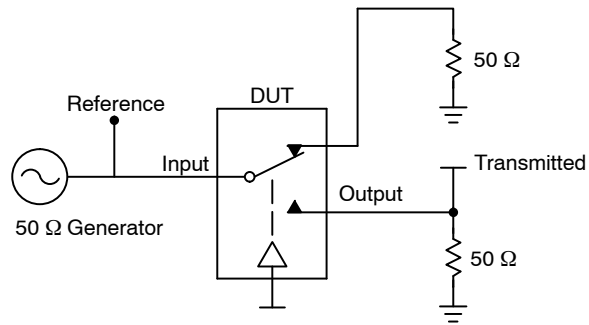 50 Ω
DUT
Reference
Input
Transmitted
Output
50 Ω Generator
50 Ω